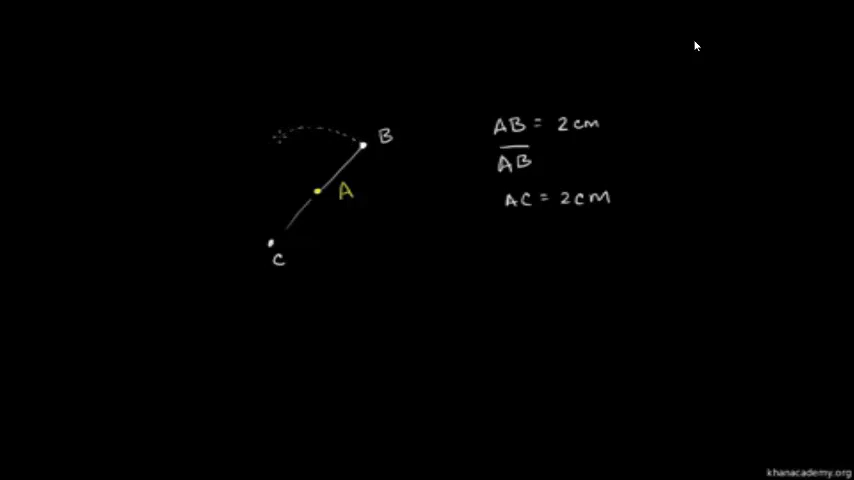 B
AB = 2cm
AB
A
AC = 2cm
C
khanacademy.org